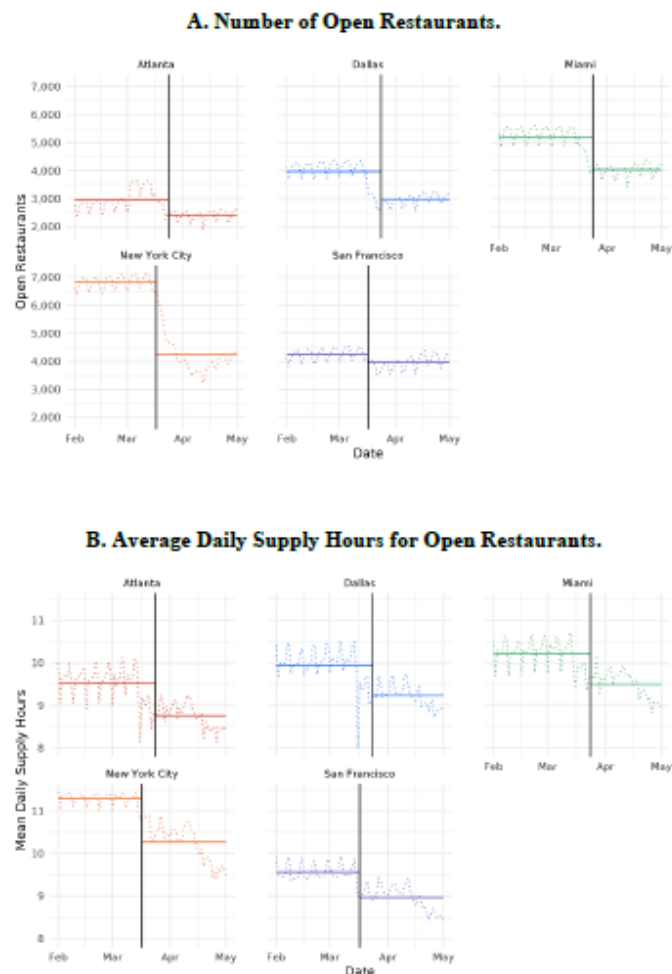 A. Number of Open Restaurants.
Atlanta
Dallas
Miami
7,000
6,000
5,000
4,000
3,000
2,000
Feb Mar Apr May
New York City
San Francisco
7,000
6,000
5,000
4,000
3,000
2,000
Open Restaurants
Feb Mar Apr May
Feb Mar Apr May
Date
B. Average Daily Supply Hours for Open Restaurants.
Atlanta
Dallas
Miami
11
10
9
8
Feb Mar Apr May
New York City
San Francisco
11
10
9
8
Mean Daily Supply Hours
Feb Mar Apr May
Feb Mar Apr May
Date